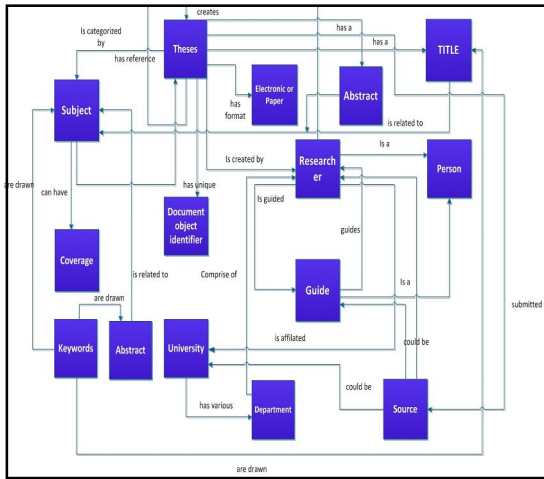 creates
Is categorized
by
Theses
has a
has a
TITLE
has reference
Electronic or
Paper
Abstract
Subject
has
format
is related to
are drawn
Is created by
Research
er
Is a
Person
can have
has unique
Is guided
guides
Document
object
identifier
Coverage
is related to
Comprise of
Guide
Is a
are drawn
submitted
Keywords
Abstract
University
is affilated
could be
could be
has various
Department
Source
are drawn